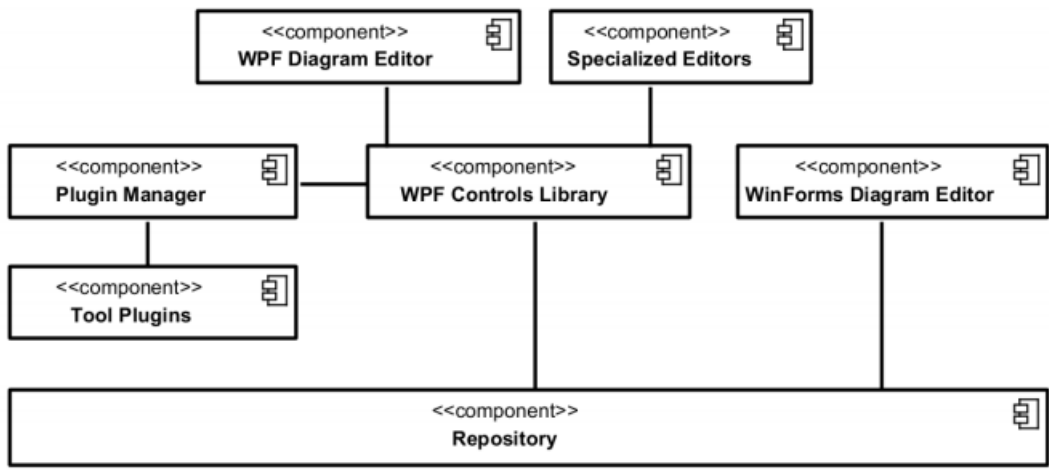 <<component>>
WPF Diagram Editor
<<component>>
Specialized Editors
<<component>>
Plugin Manager
<<component>>
WPF Controls Library
<<component>>
WinForms Diagram Editor
<<component>>
Tool Plugins
<<component>>
Repository